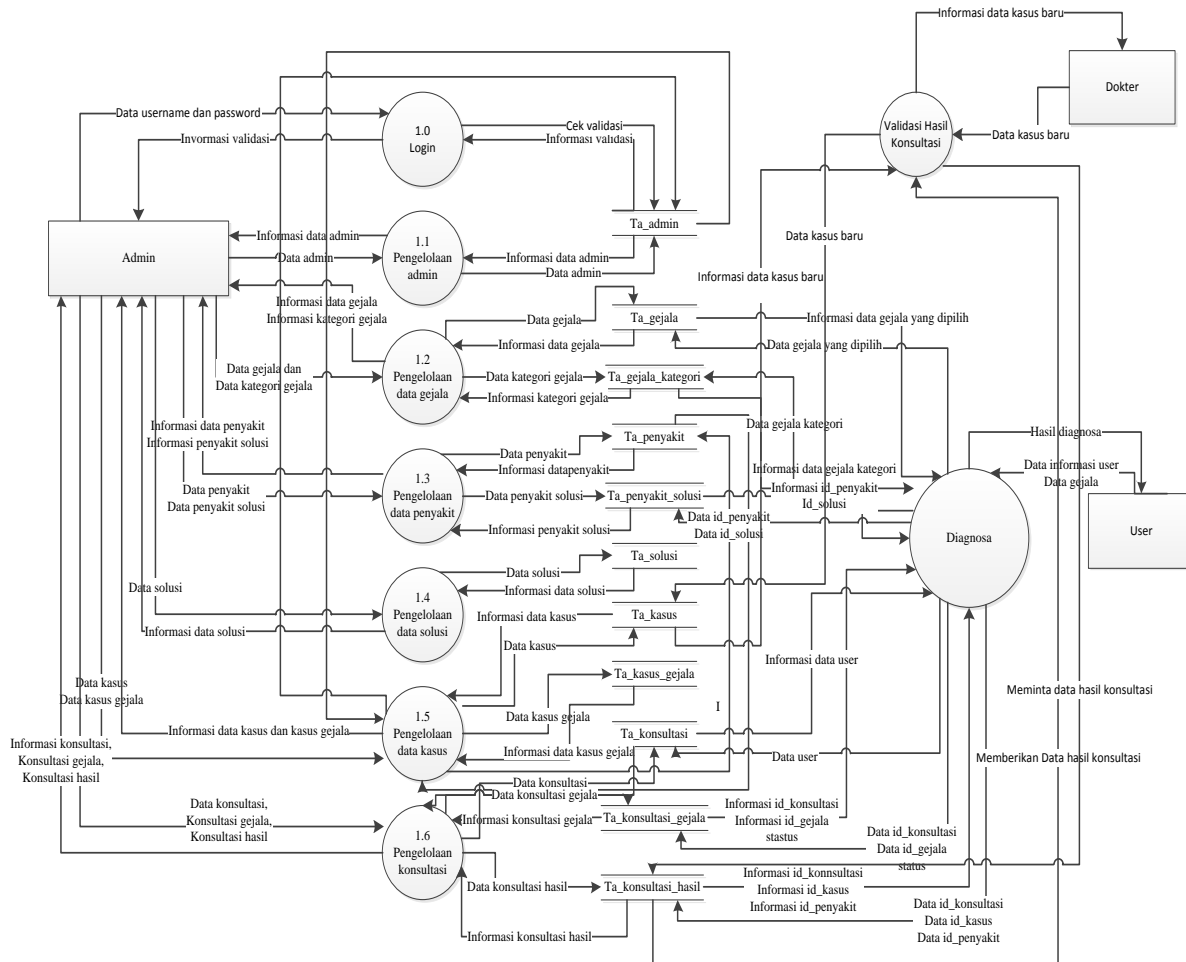 Informasi data kasus baru
Dokter
Data kasus baru
Validasi Hasil
Konsultasi
Data username dan password
Invormasi validasi
1.0
Login
Cek validasi
Informasi validasi
Ta_admin
Admin
Informasi data admin
Data admin
1.1
Pengelolaan
admin
Informasi data admin
Data admin
Data kasus baru
Informasi data kasus baru
Informasi data gejala
Informasi kategori gejala
Data gejala
Informasi data gejala
Ta_gejala
Informasi data gejala yang dipilih
Data gejala yang dipilih
1.2
Pengelolaan
data gejala
Data gejala dan
Data kategori gejala
Data kategori gejala
Informasi kategori gejala
Ta_gejala_kategori
Data gejala kategori
Informasi data penyakit
Informasi penyakit solusi
Data penyakit
Informasi datapenyakit
Ta_penyakit
1.3
Pengelolaan
data penyakit
Data penyakit
Data penyakit solusi
Data penyakit solusi
Informasi penyakit solusi
Ta_penyakit_solusi
Informasi data gejala kategori
Informasi id_penyakit
Id_solusi
Data id_penyakit
Data id_solusi
Hasil diagnosa
Data informasi user
Data gejala
User
Diagnosa
Data solusi
Informasi data solusi
1.4
Pengelolaan
data solusi
Data solusi
Informasi data solusi
Ta_solusi
Informasi data kasus
Data kasus
Ta_kasus
Ta_kasus_gejala
Data kasus gejala
Informasi data kasus gejala
1.5
Pengelolaan
data kasus
Data kasus
Data kasus gejala
Informasi data kasus dan kasus gejala
Informasi konsultasi,
Konsultasi gejala,
Konsultasi hasil
I
Informasi data user
Ta_konsultasi
Data user
Meminta data hasil konsultasi
Memberikan Data hasil konsultasi
Data konsultasi
Data konsultasi gejala
Informasi konsultasi gejala
Ta_konsultasi_gejala
Informasi id_konsultasi
Informasi id_gejala
stastus
Data id_konsultasi
Data id_gejala
status
Data konsultasi,
Konsultasi gejala,
Konsultasi hasil
1.6
Pengelolaan
konsultasi
Data konsultasi hasil
Informasi konsultasi hasil
Ta_konsultasi_hasil
Informasi id_konnsultasi
Informasi id_kasus
Informasi id_penyakit
Data id_konsultasi
Data id_kasus
Data id_penyakit